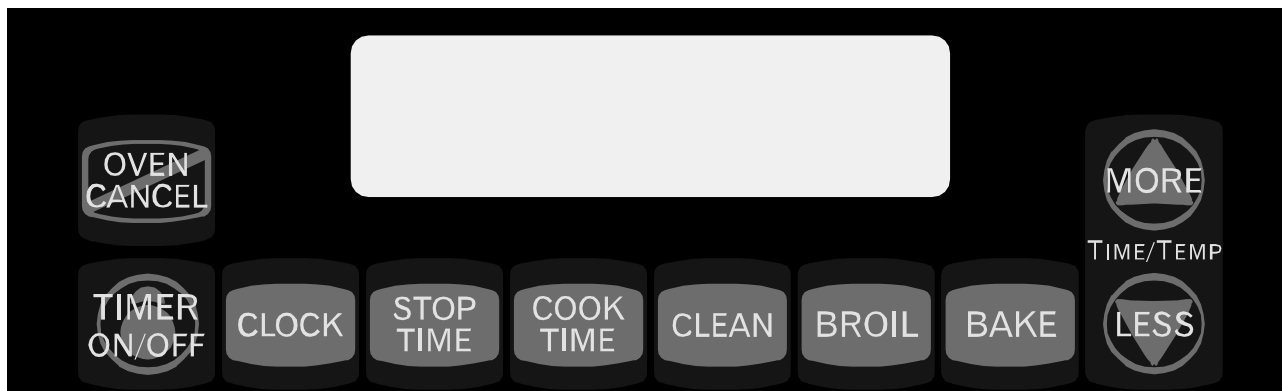 OVEN
CANCEL
MORE
TIME/TEMP
TIMER
ON/OFF
CLOCK
STOP
TIME
COOK
TIME
CLEAN
BROIL
BAKE
LESS